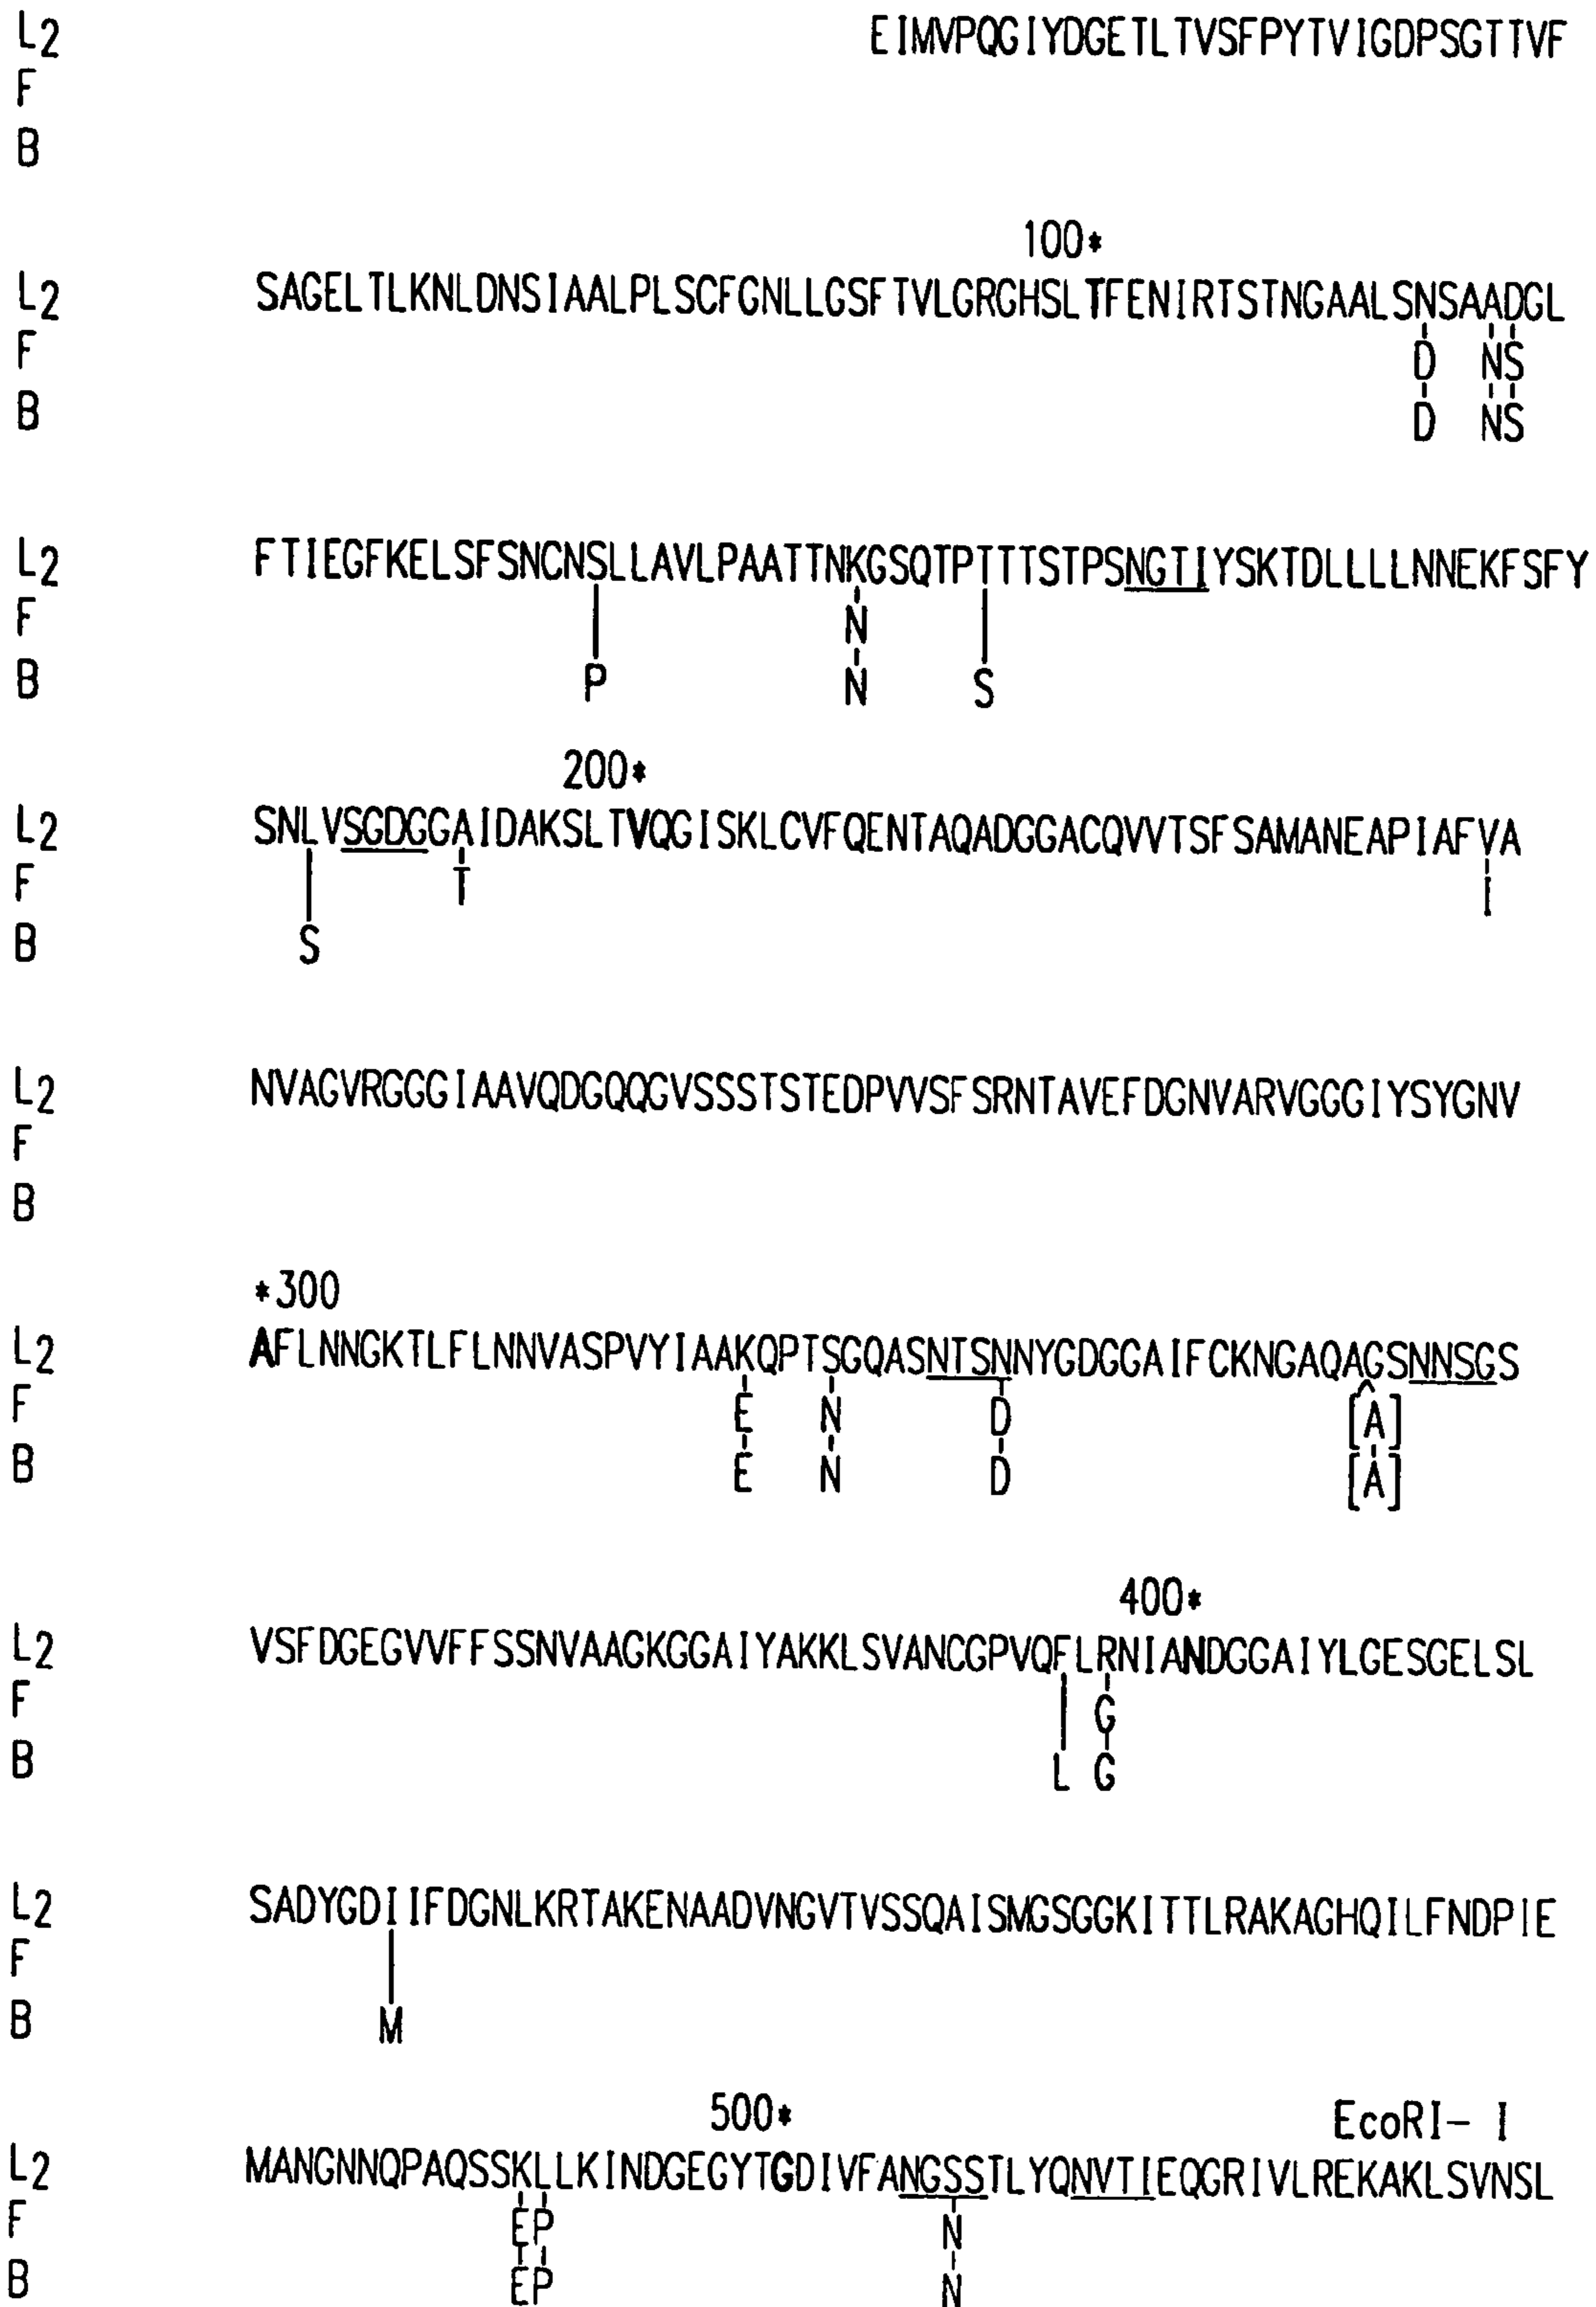 L2 EIMVPQGIYDGETLTVSFPYTVIGDPSGTTVF
F
B
100*
L2 SAGELTLKNLDNSIAALPLSCFGNLLGSFTVLGRGHSLTFENIRTSTNGAALSNSAADGL
F D NS
B D NS
L2 FTIEGFKELSFSNCNSLLAVLPAATTNKGSQTPTTTSTPSNGTIYSKTDLLLLNNEKFSFY
F N
B P N S
200*
L2 SNLVSGDGGAIDAKSLTVQGISKLCVFQENTAQADGGACQVVTSFSAMANEAPIAFVA
F T I
B S
L2 NVAGVRGGGIAAVQDGQQGVSSSTSTEDPVVSFSRNTAVEFDGNVARVGGGIYSYGNV
F
B
*300
L2 AFLNNGKTLFLNNVASPVYIAAKQPTSGQASNTSNNYGDGGAIFCKNGAQAGSNNSGS
F E N D [A]
B E N D [A]
400*
L2 VSFDGEGVVFFSSNVAAGKGGAIYAKKLSVANCGPVQFLRNIANDGGAIYLGESGELSL
F G
B L G
L2 SADYGDIIFDGNLKRTAKENAADVNGVTVSSQAISMGSGGKITTLRAKAGHQILFNDPIE
F
B M
500* EcoRI- I
L2 MANGNNQPAQSSKLLKINDGEGYTGDIVFANGSSTLYQNVTIEQGRIVLREKAKLSVNSL
F EP N
B EP N